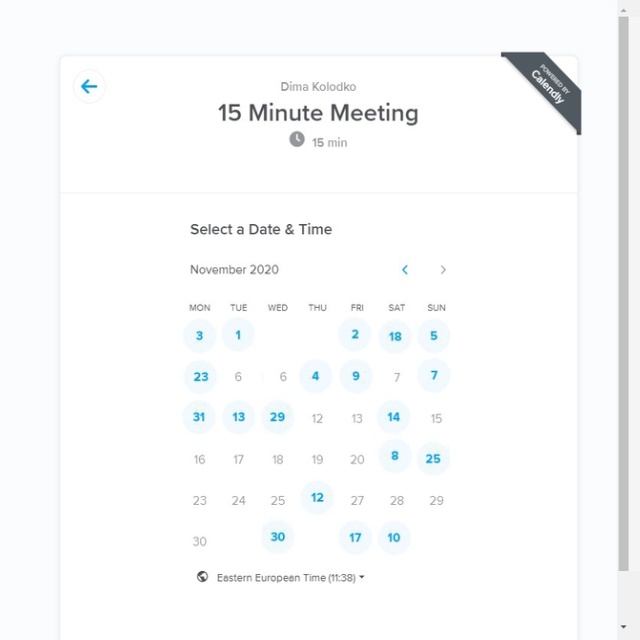 POWERED BY
Calendly
Dima Kolodko
15 Minute Meeting
15 min
Select a Date & Time
November 2020
MON TUE WED THU FRI SAT SUN
3 1 2 18 5
23 6 6 4 9 7 7
31 13 29 12 13 14 15
16 17 18 19 20 8 25
23 24 25 12 27 28 29
30 30 17 10
Eastern European Time (11:38)